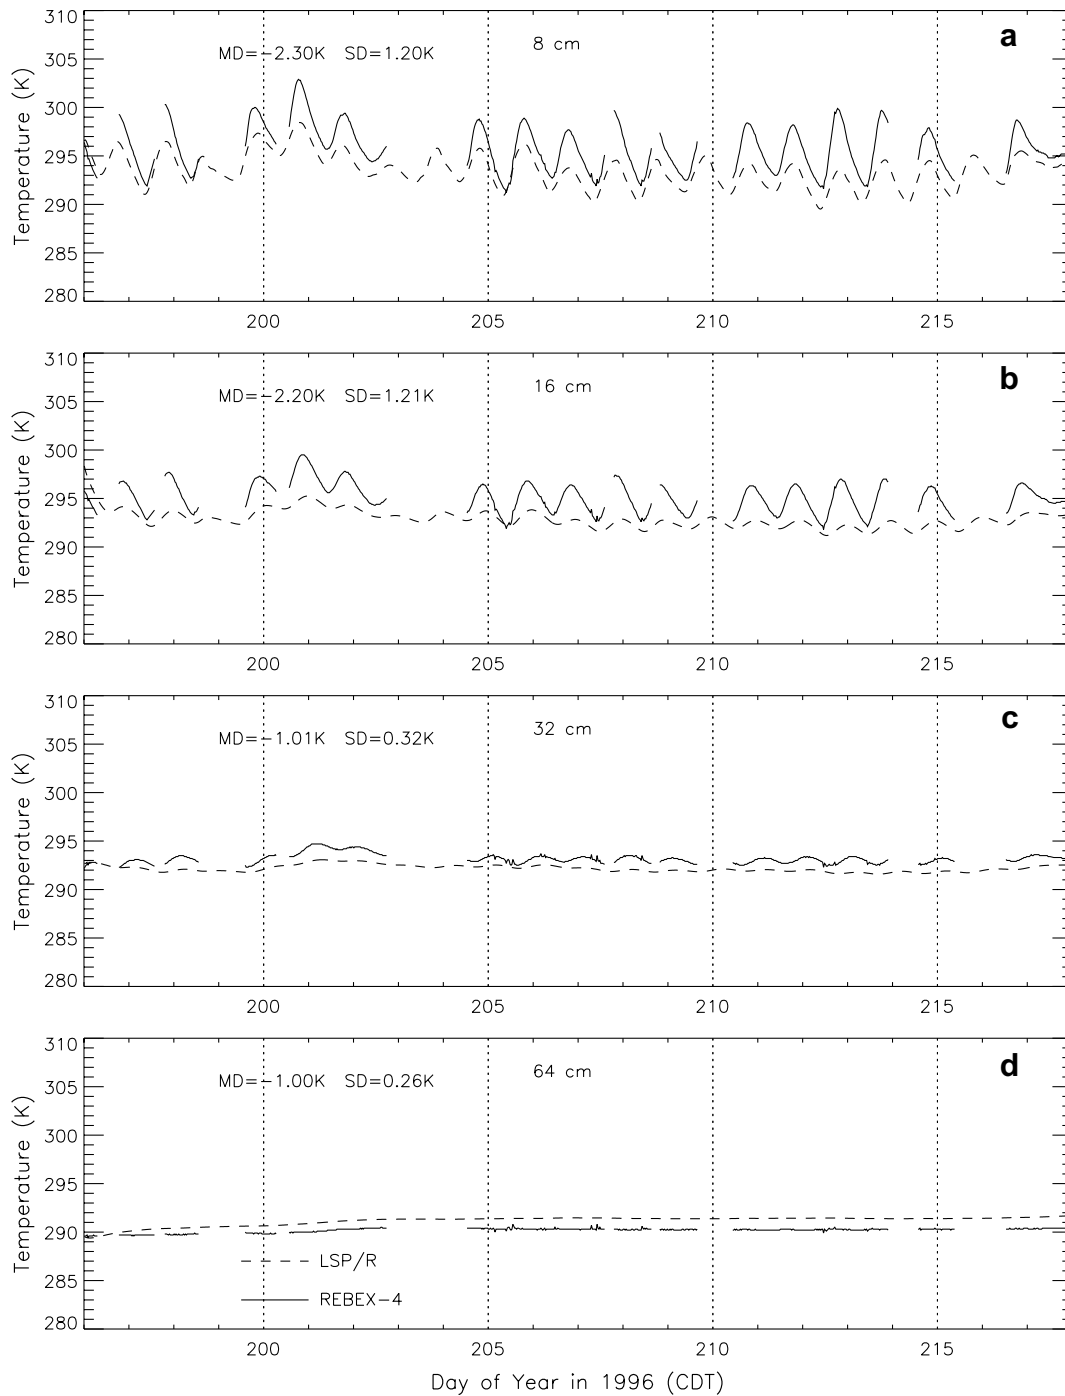 a
310
305
300
295
290
285
280
Temperature (K)
MD=-2.30K SD=1.20K
8 cm
200 205 210 215
b
310
305
300
295
290
285
280
Temperature (K)
MD=-2.20K SD=1.21K
16 cm
200 205 210 215
c
310
305
300
295
290
285
280
Temperature (K)
MD=-1.01K SD=0.32K
32 cm
200 205 210 215
d
310
305
300
295
290
285
280
Temperature (K)
MD=-1.00K SD=0.26K
64 cm
LSP/R
REBEX-4
200 205 210 215
Day of Year in 1996 (CDT)